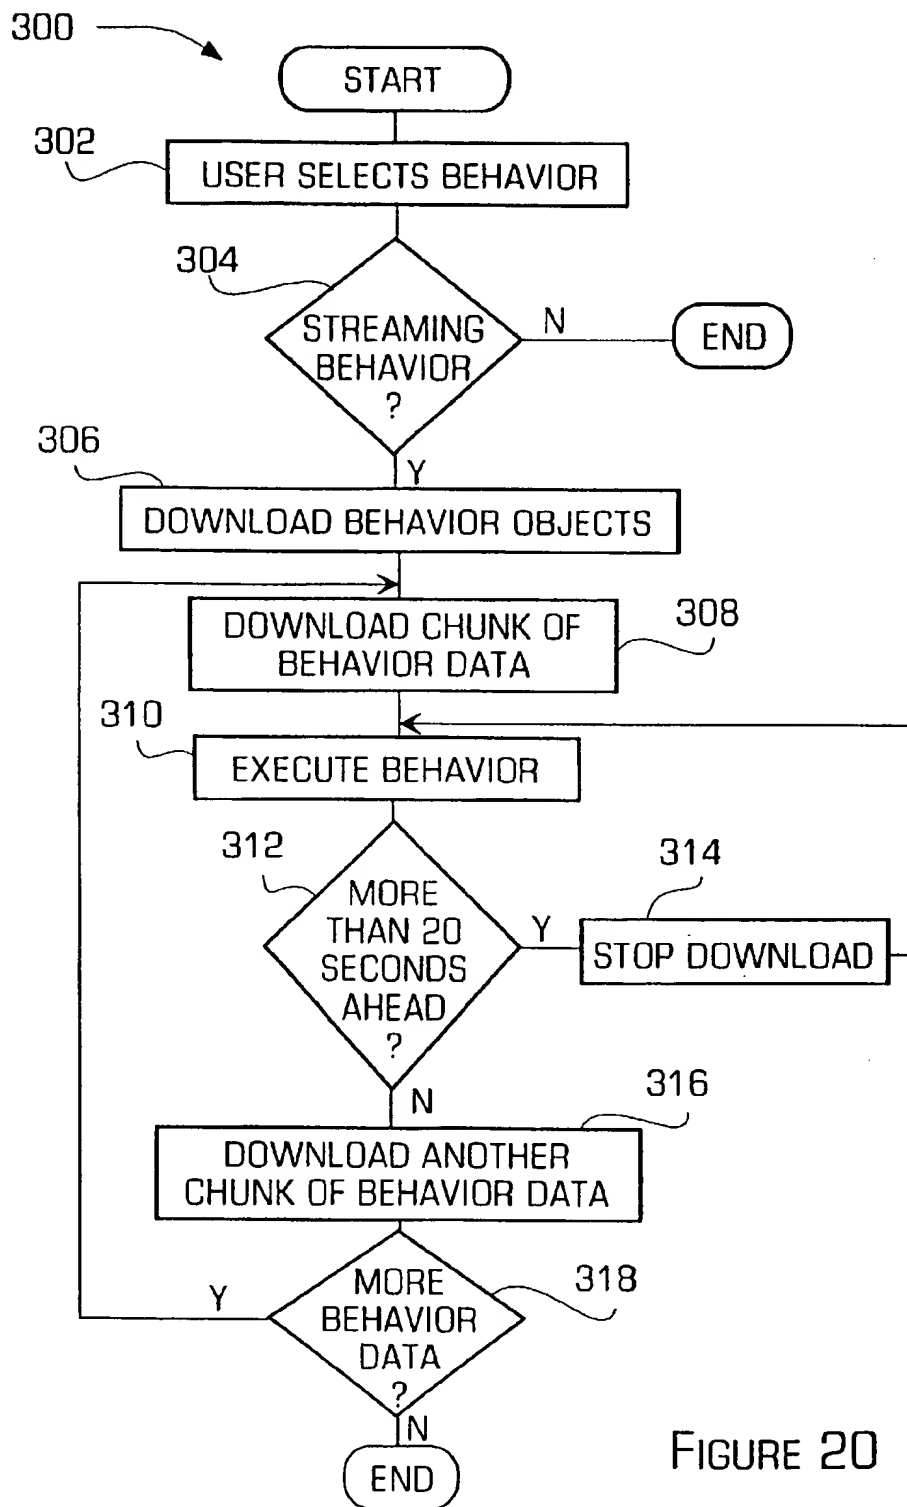 300
START
302
USER SELECTS BEHAVIOR
304
STREAMING
BEHAVIOR
?
N
END
306
Y
DOWNLOAD BEHAVIOR OBJECTS
DOWNLOAD CHUNK OF
BEHAVIOR DATA
308
310
EXECUTE BEHAVIOR
312
MORE
THAN 20
SECONDS
AHEAD
?
Y
314
STOP DOWNLOAD
N
316
DOWNLOAD ANOTHER
CHUNK OF BEHAVIOR DATA
Y
MORE
BEHAVIOR
DATA
?
318
N
END
FIGURE 20